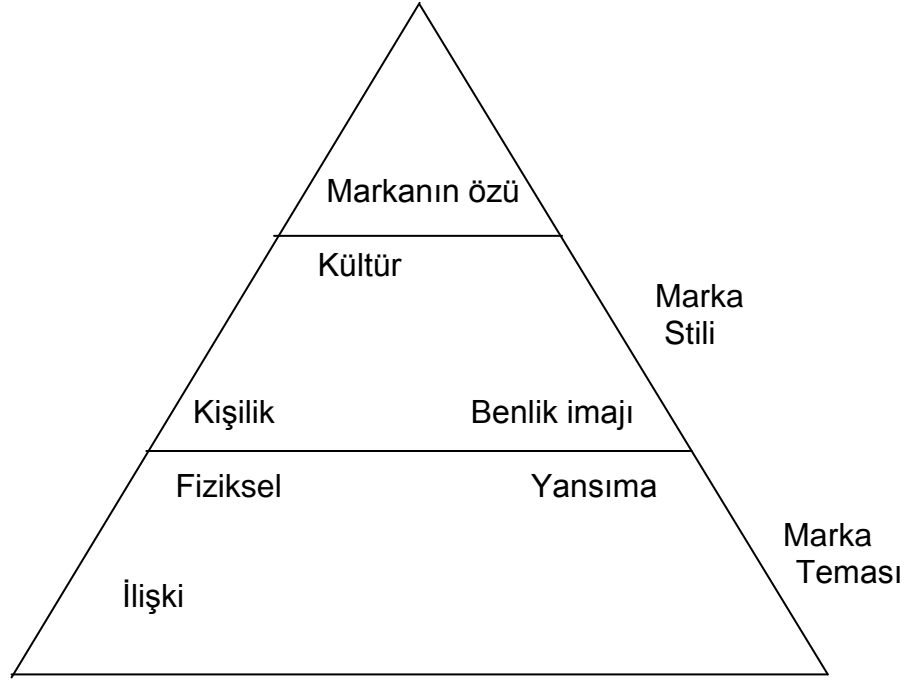 Markanın özü
Kültür
Marka
Stili
Kişilik
Benlik imajı
Fiziksel
Yansıma
Marka
Teması
İlişki